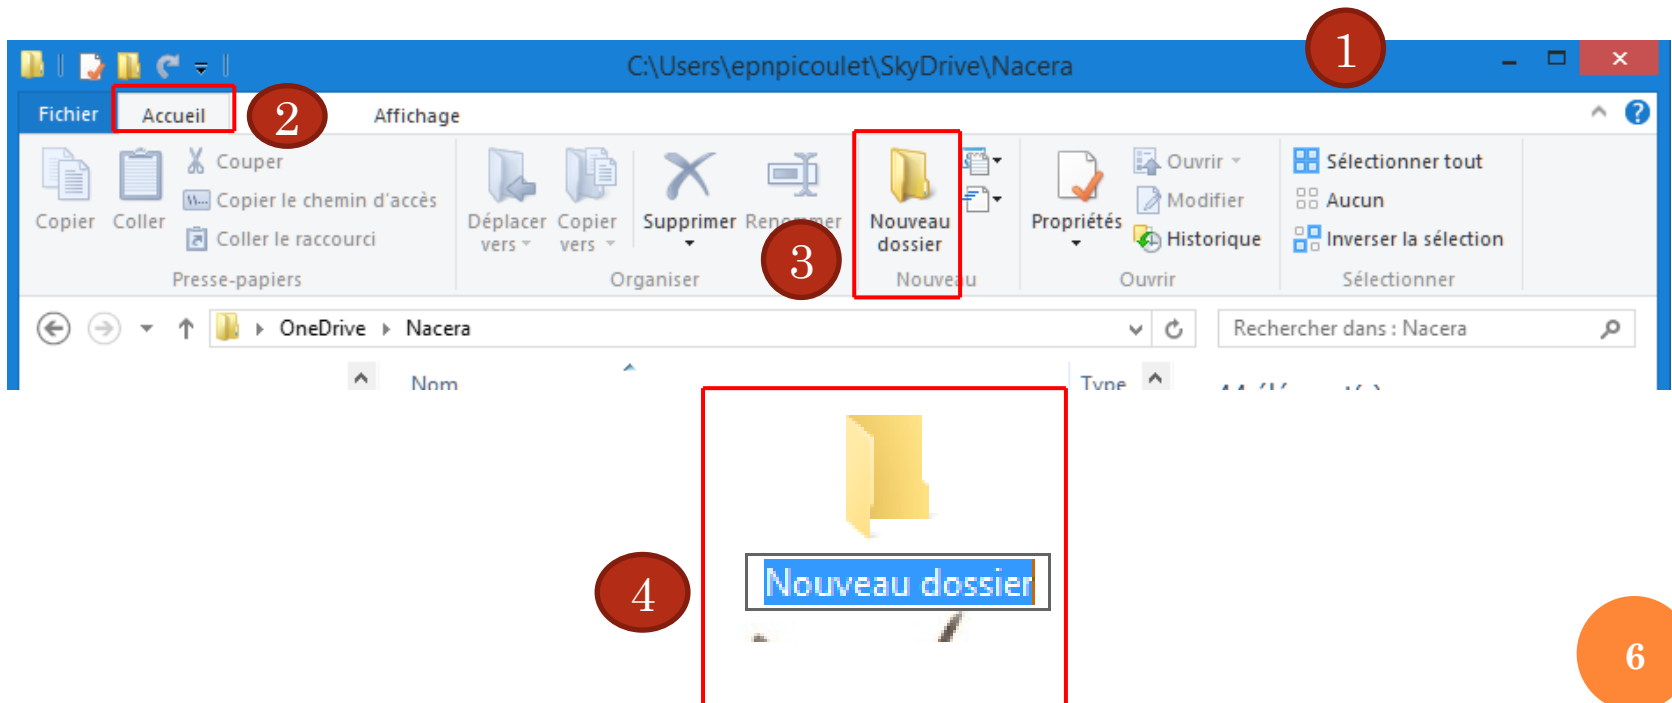 1
C:\Users\epnpicoulet\SkyDrive\Nacera
Fichier Accueil 2 Affichage
Couper
Copier le chemin d'accès
Coller le raccourci
Copier Coller
Presse-papiers
Déplacer vers
Copier vers
Supprimer Renommer
3
Organiser
Nouveau
dossier
Nouveau
Propriétés
Ouvrir
Modifier
Historique
Ouvrir
Sélectionner tout
Aucun
Inverser la sélection
Sélectionner
OneDrive Nacera
Rechercher dans : Nacera
Nom Type
4
Nouveau dossier
6